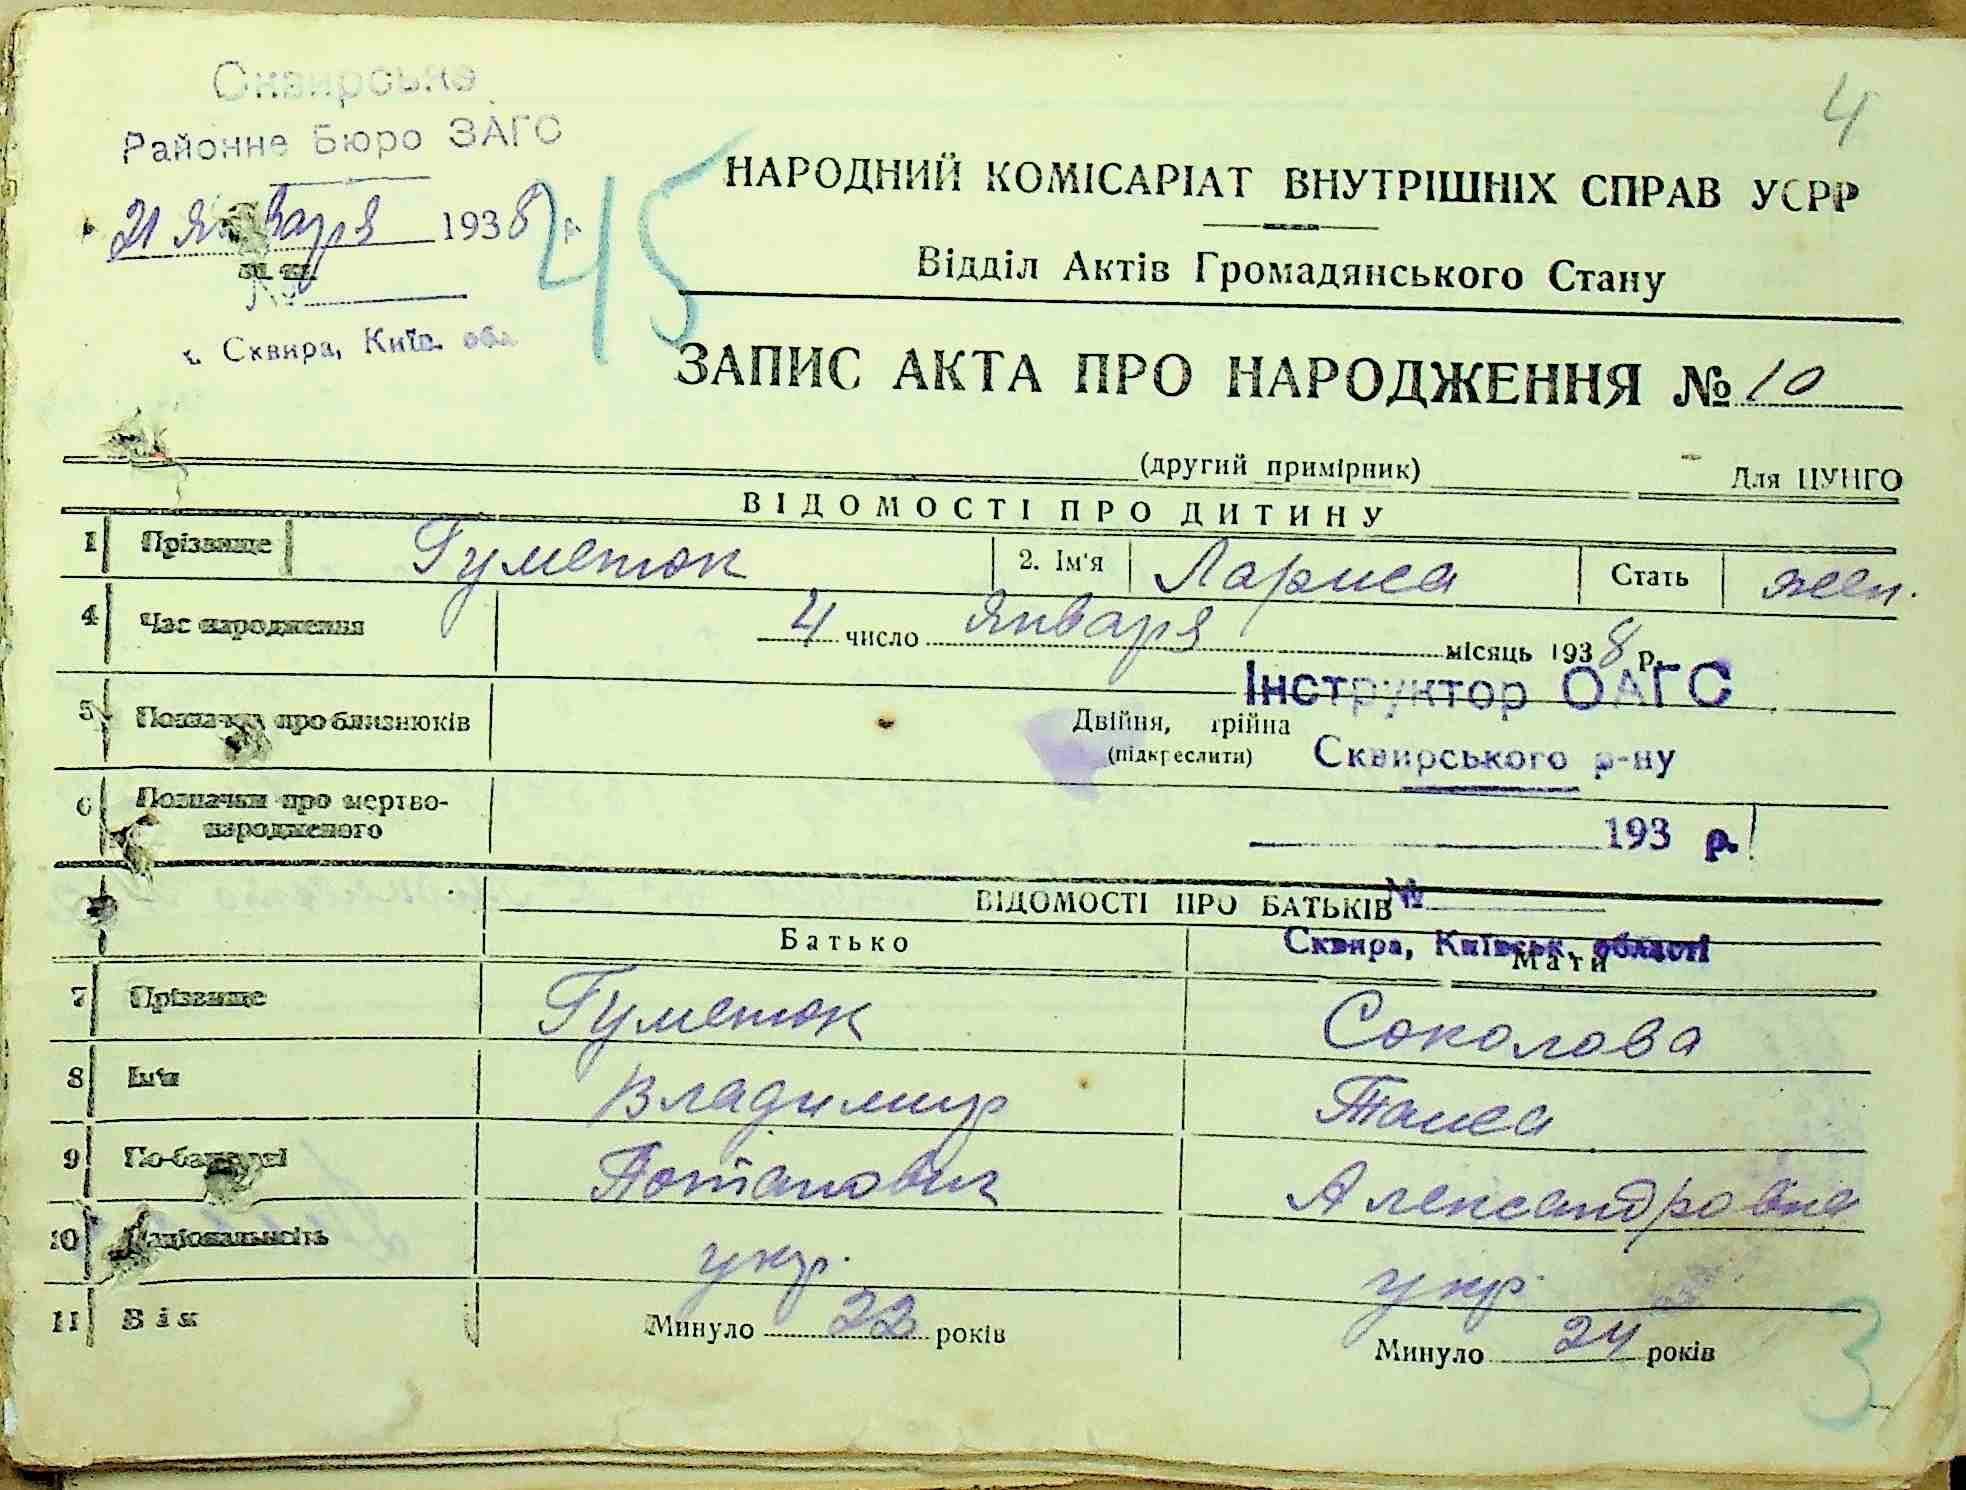 Сквирське
Районне Бюро ЗАГС
21 Января 1938 р.
№
м. Сквира, Київ. обл
45
4
НАРОДНИЙ КОМІСАРІАТ ВНУТРІШНІХ СПРАВ УСРР
Відділ Актів Громадянського Стану
ЗАПИС АКТА ПРО НАРОДЖЕННЯ № 10
(другий примірник) Для ЦУНГО
ВІДОМОСТІ ПРО ДИТИНУ
1 Прізвище Гуменюк 2. Ім'я Лариса Стать жен.
4 Час народження 4 число Января місяць 1938 р.
Інструктор ОАГС
5 Позначки про близнюків Двійня, трійня
(підкреслити) Сквирського р-ну
6 Позначки про мертво-
народженого
193 р.
ВІДОМОСТІ ПРО БАТЬКІВ №
Сквира, Київськ. області
Батько Мати
7 Прізвище Гуменюк Соколова
8 Ім'я Владимир Таиса
9 По-батькові Потапович Александровна
10 Національність укр. укр.
11 Вік Минуло 22 років Минуло 24 років
3